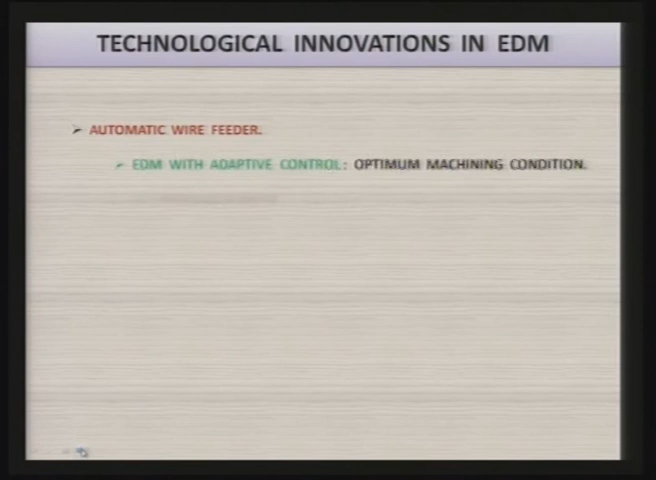 TECHNOLOGICAL INNOVATIONS IN EDM
AUTOMATIC WIRE FEEDER.
EDM WITH ADAPTIVE CONTROL: OPTIMUM MACHINING CONDITION.